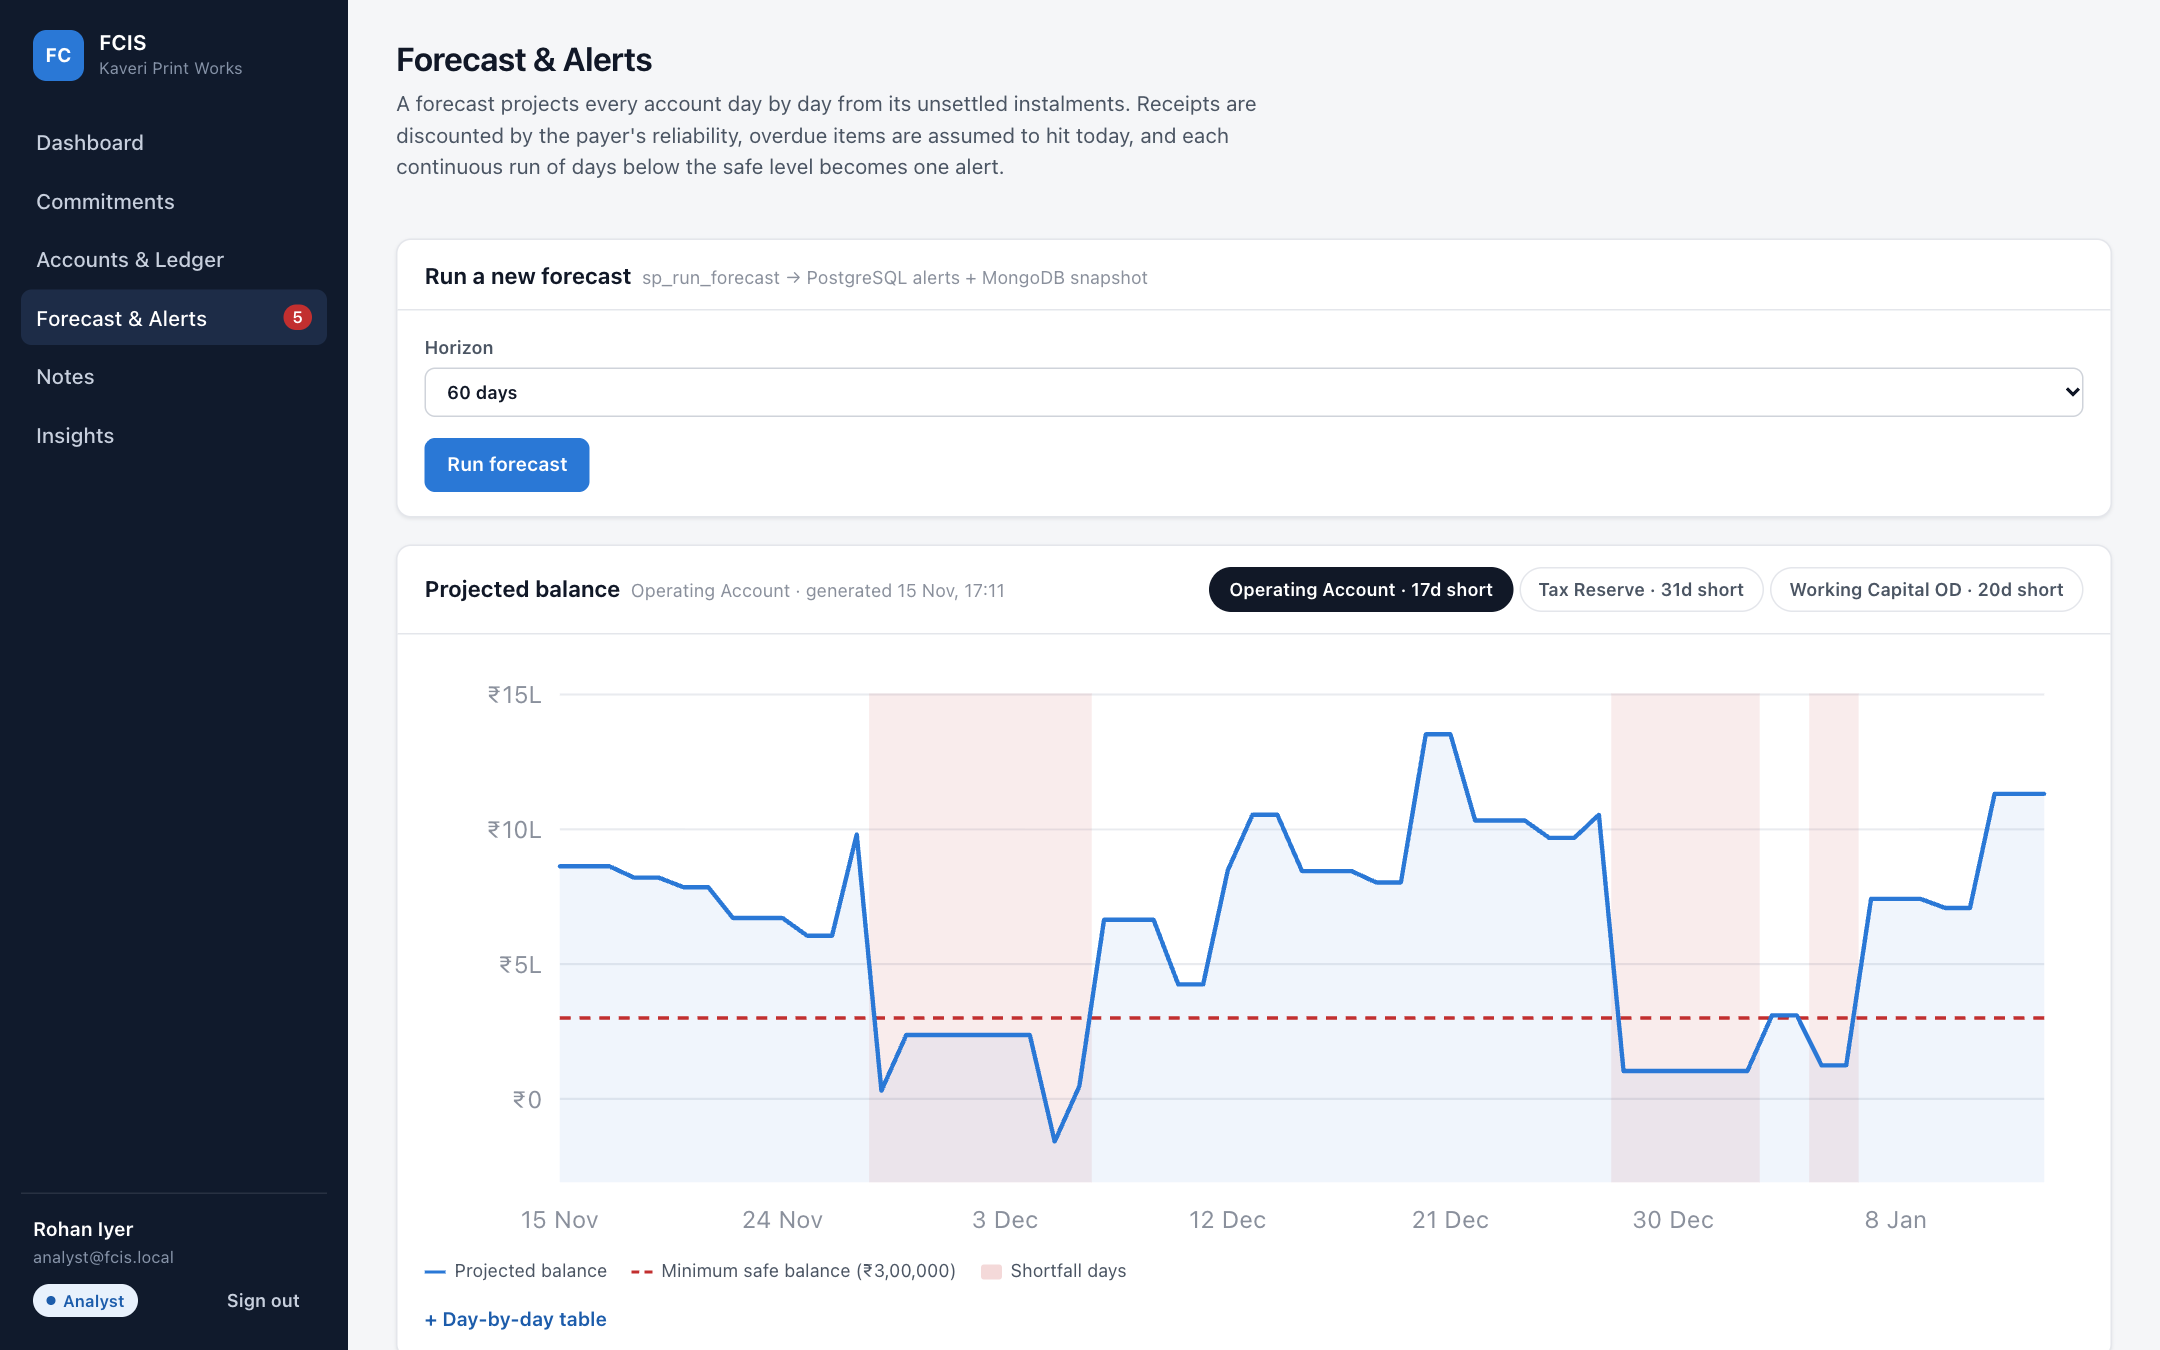 FC
FCIS
Kaveri Print Works
Dashboard
Commitments
Accounts & Ledger
Forecast & Alerts
5
Notes
Insights
Rohan Iyer
analyst@fcis.local
Analyst
Sign out
Forecast & Alerts
A forecast projects every account day by day from its unsettled instalments. Receipts are
discounted by the payer's reliability, overdue items are assumed to hit today, and each
continuous run of days below the safe level becomes one alert.
Run a new forecast sp_run_forecast → PostgreSQL alerts + MongoDB snapshot
Horizon
60 days
Run forecast
Projected balance Operating Account · generated 15 Nov, 17:11
Operating Account · 17d short
Tax Reserve · 31d short
Working Capital OD · 20d short
₹15L
₹10L
₹5L
₹0
15 Nov 24 Nov 3 Dec 12 Dec 21 Dec 30 Dec 8 Jan
Projected balance Minimum safe balance (₹3,00,000) Shortfall days
+ Day-by-day table